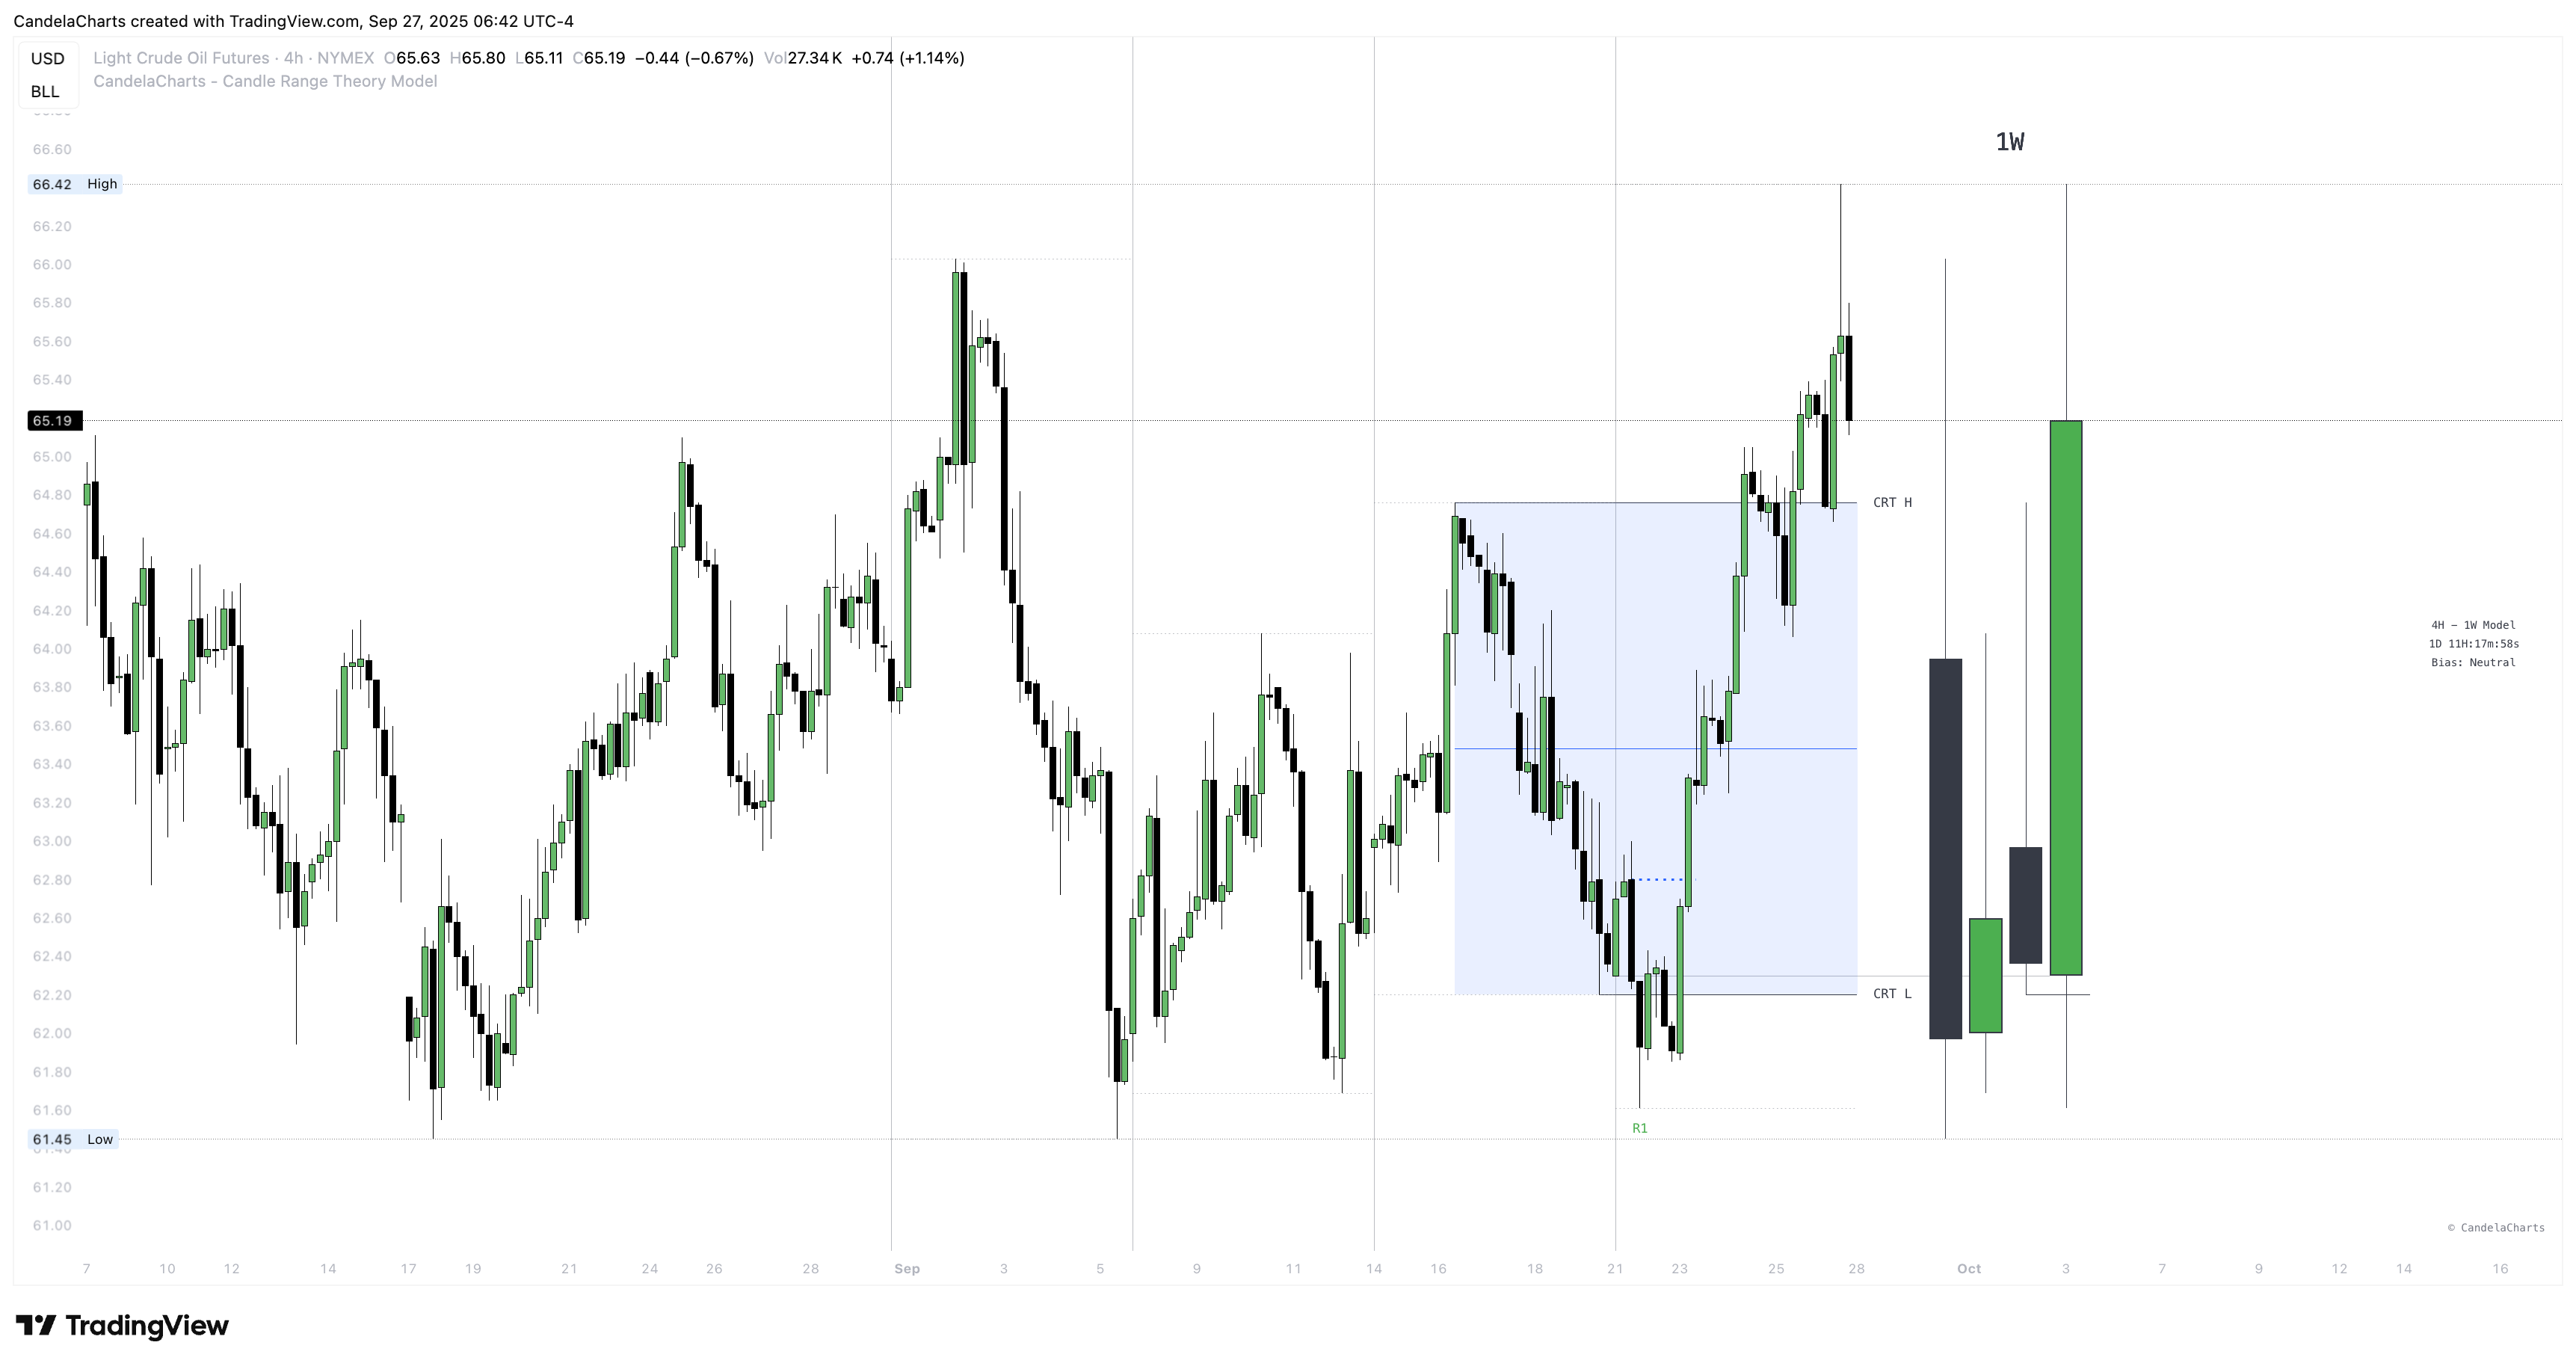 CandelaCharts created with TradingView.com, Sep 27, 2025 06:42 UTC-4
USD
BLL
Light Crude Oil Futures · 4h · NYMEX O65.63 H65.80 L65.11 C65.19 −0.44 (−0.67%) Vol27.34 K +0.74 (+1.14%)
CandelaCharts - Candle Range Theory Model
1W
66.60
66.42 High
66.20
66.00
65.80
65.60
65.40
65.19
65.00
64.80
CRT H
64.60
64.40
64.20
4H – 1W Model
64.00
1D 11H:17m:58s
Bias: Neutral
63.80
63.60
63.40
63.20
63.00
62.80
62.60
62.40
62.20
CRT L
62.00
61.80
61.60
R1
61.45 Low
61.20
61.00
© CandelaCharts
7 10 12 14 17 19 21 24 26 28 Sep 3 5 9 11 14 16 18 21 23 25 28 Oct 3 7 9 12 14 16
TradingView